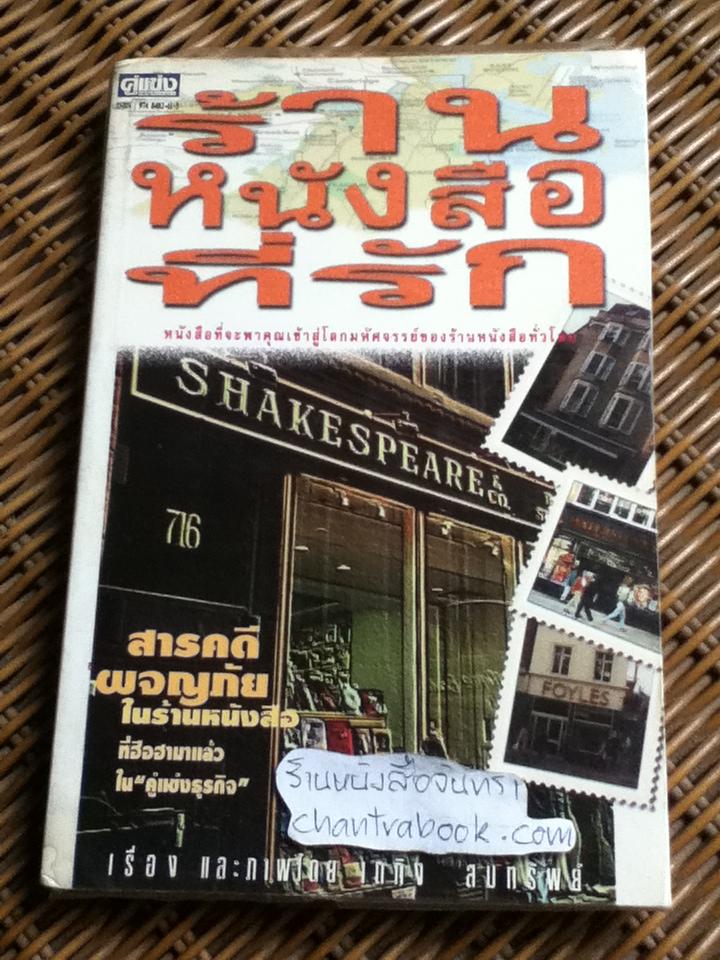 คู่แข่ง
ร้าน
หนังสือ
ที่รัก
หนังสือที่จะพาคุณเข้าสู่โลกมหัศจรรย์ของร้านหนังสือทั่วโลก
SHAKESPEARE & CO.
716
FOYLES
สารคดี
ผจญภัย
ในร้านหนังสือ
ที่ฮือฮามาแล้ว
ใน "คู่แข่งธุรกิจ"
ร้านหนังสือจันทรา
chantrabook.com
เรื่อง และภาพโดย